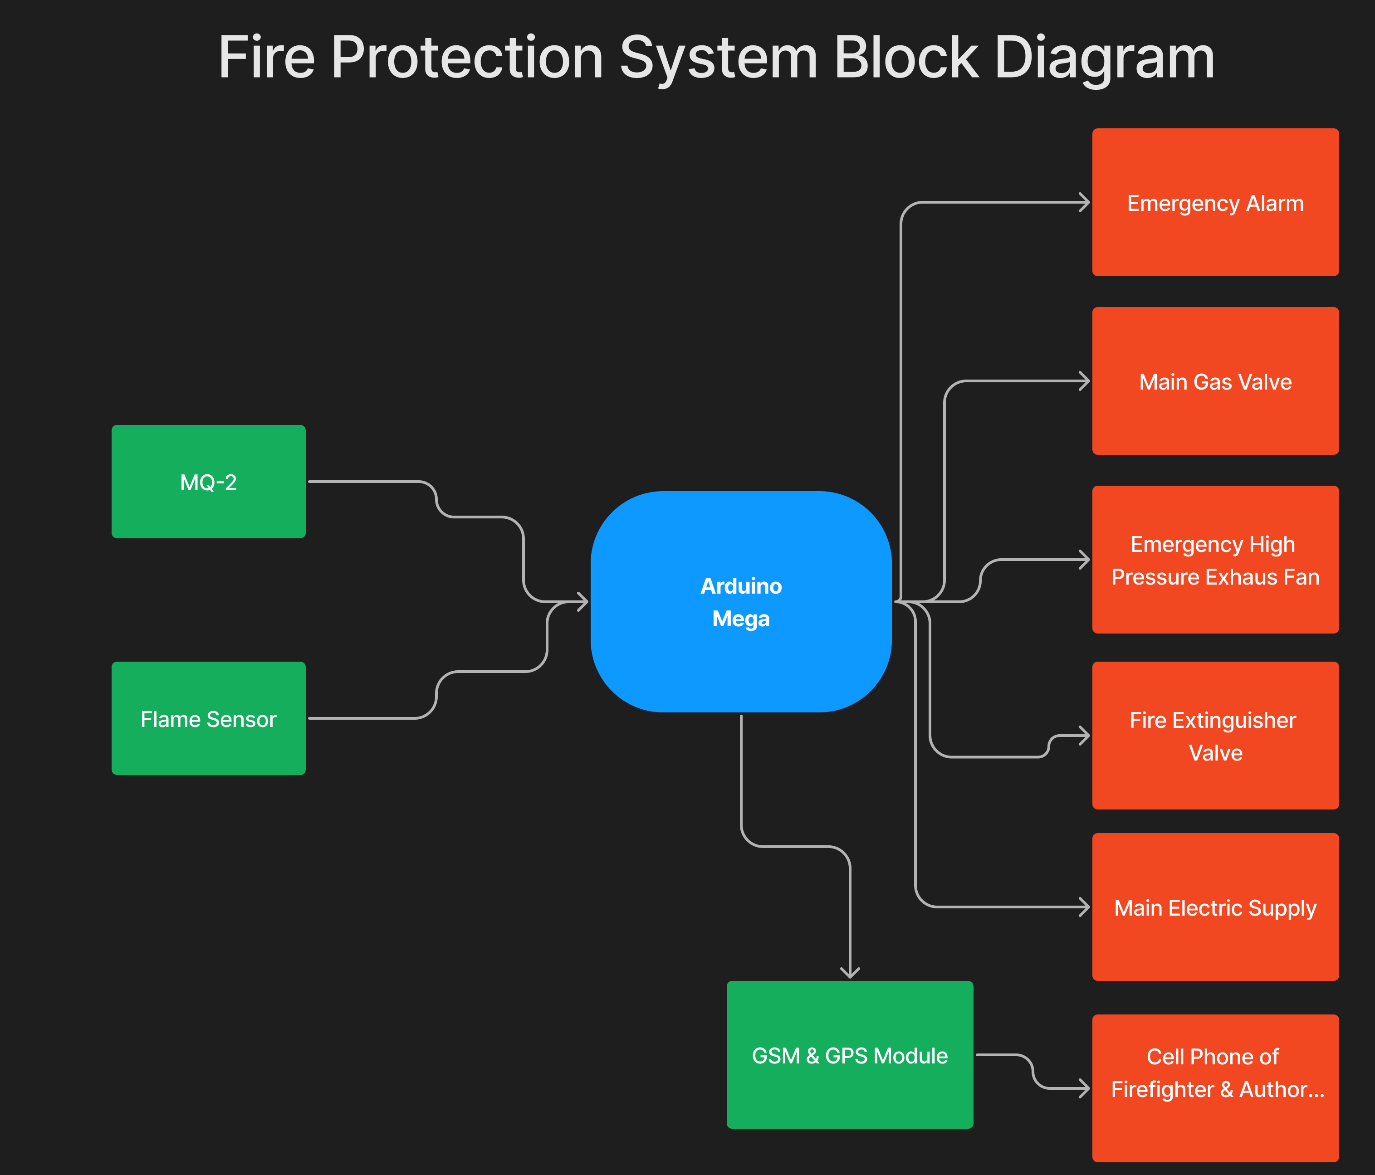 Fire Protection System Block Diagram
Emergency Alarm
Main Gas Valve
MQ-2
Emergency High
Pressure Exhaus Fan
Arduino
Mega
Flame Sensor
Fire Extinguisher
Valve
Main Electric Supply
GSM & GPS Module
Cell Phone of
Firefighter & Author...